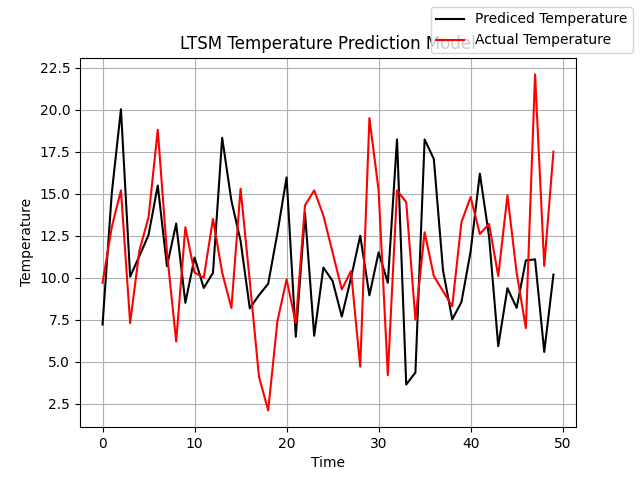 Prediced Temperature
Actual Temperature
LTSM Temperature Prediction Model
22.5
20.0
17.5
15.0
12.5
10.0
7.5
5.0
2.5
Temperature
0 10 20 30 40 50
Time